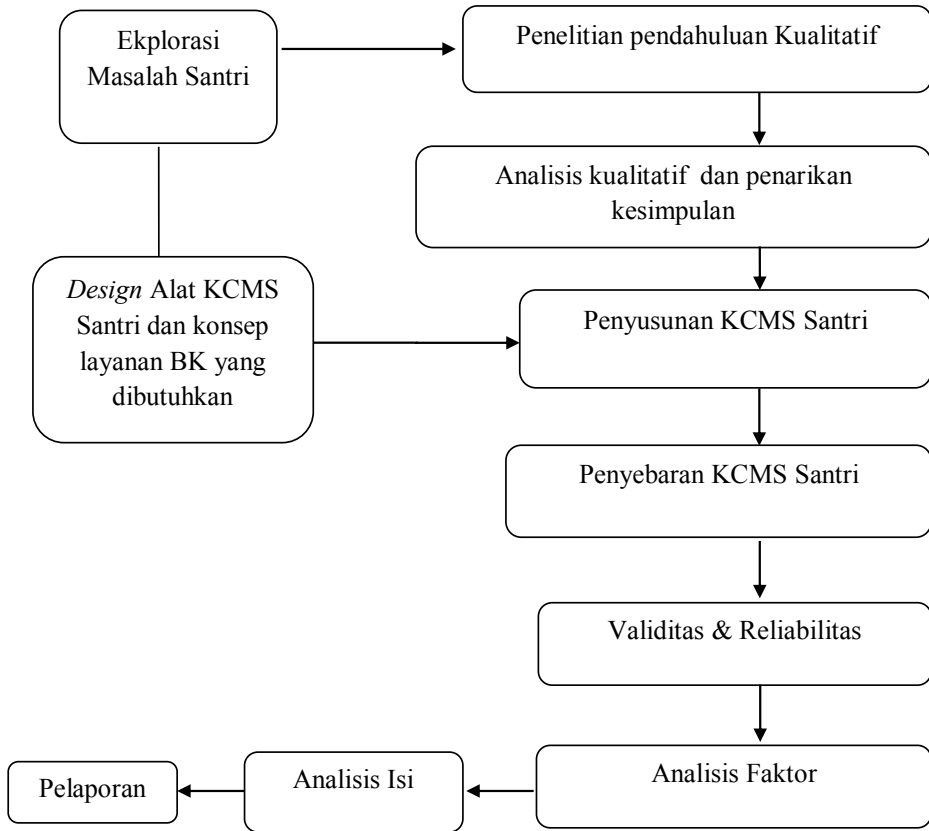 Ekplorasi
Masalah Santri
Penelitian pendahuluan Kualitatif
Analisis kualitatif dan penarikan
kesimpulan
Design Alat KCMS
Santri dan konsep
layanan BK yang
dibutuhkan
Penyusunan KCMS Santri
Penyebaran KCMS Santri
Validitas & Reliabilitas
Analisis Faktor
Analisis Isi
Pelaporan